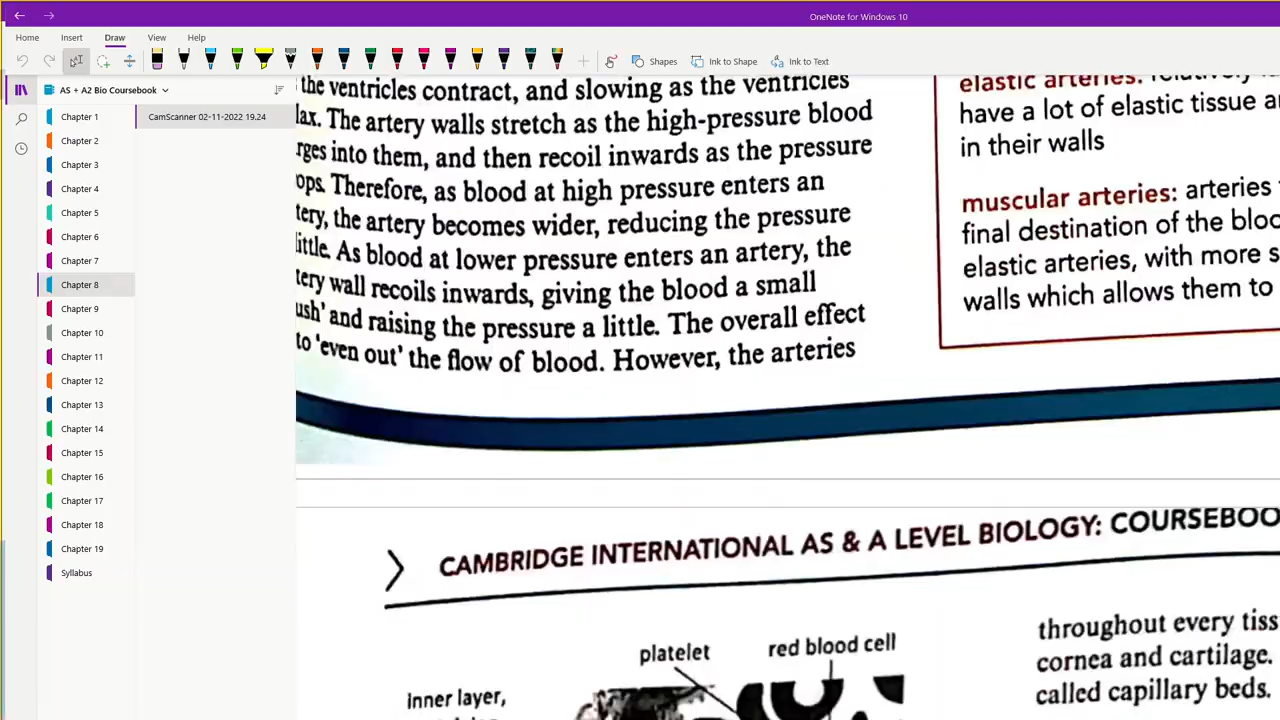 OneNote for Windows 10
Home
Insert
Draw
View
Help
Shapes
Ink to Shape
Ink to Text
AS + A2 Bio Coursebook
CamScanner 02-11-2022 19.24
Chapter 1
Chapter 2
Chapter 3
Chapter 4
Chapter 5
Chapter 6
Chapter 7
Chapter 8
Chapter 9
Chapter 10
Chapter 11
Chapter 12
Chapter 13
Chapter 14
Chapter 15
Chapter 16
Chapter 17
Chapter 18
Chapter 19
Syllabus
the ventricles contract, and slowing as the ventricles
lax. The artery walls stretch as the high-pressure blood
rges into them, and then recoil inwards as the pressure
ops. Therefore, as blood at high pressure enters an
tery, the artery becomes wider, reducing the pressure
little. As blood at lower pressure enters an artery, the
tery wall recoils inwards, giving the blood a small
ush' and raising the pressure a little. The overall effect
to 'even out' the flow of blood. However, the arteries
elastic arteries: relatively
have a lot of elastic tissue
in their walls
muscular arteries: arteries
final destination of the bloo
elastic arteries, with more s
walls which allows them to
CAMBRIDGE INTERNATIONAL AS & A LEVEL BIOLOGY: COURSEBOO
platelet
red blood cell
inner layer,
throughout every tiss
cornea and cartilage.
called capillary beds.